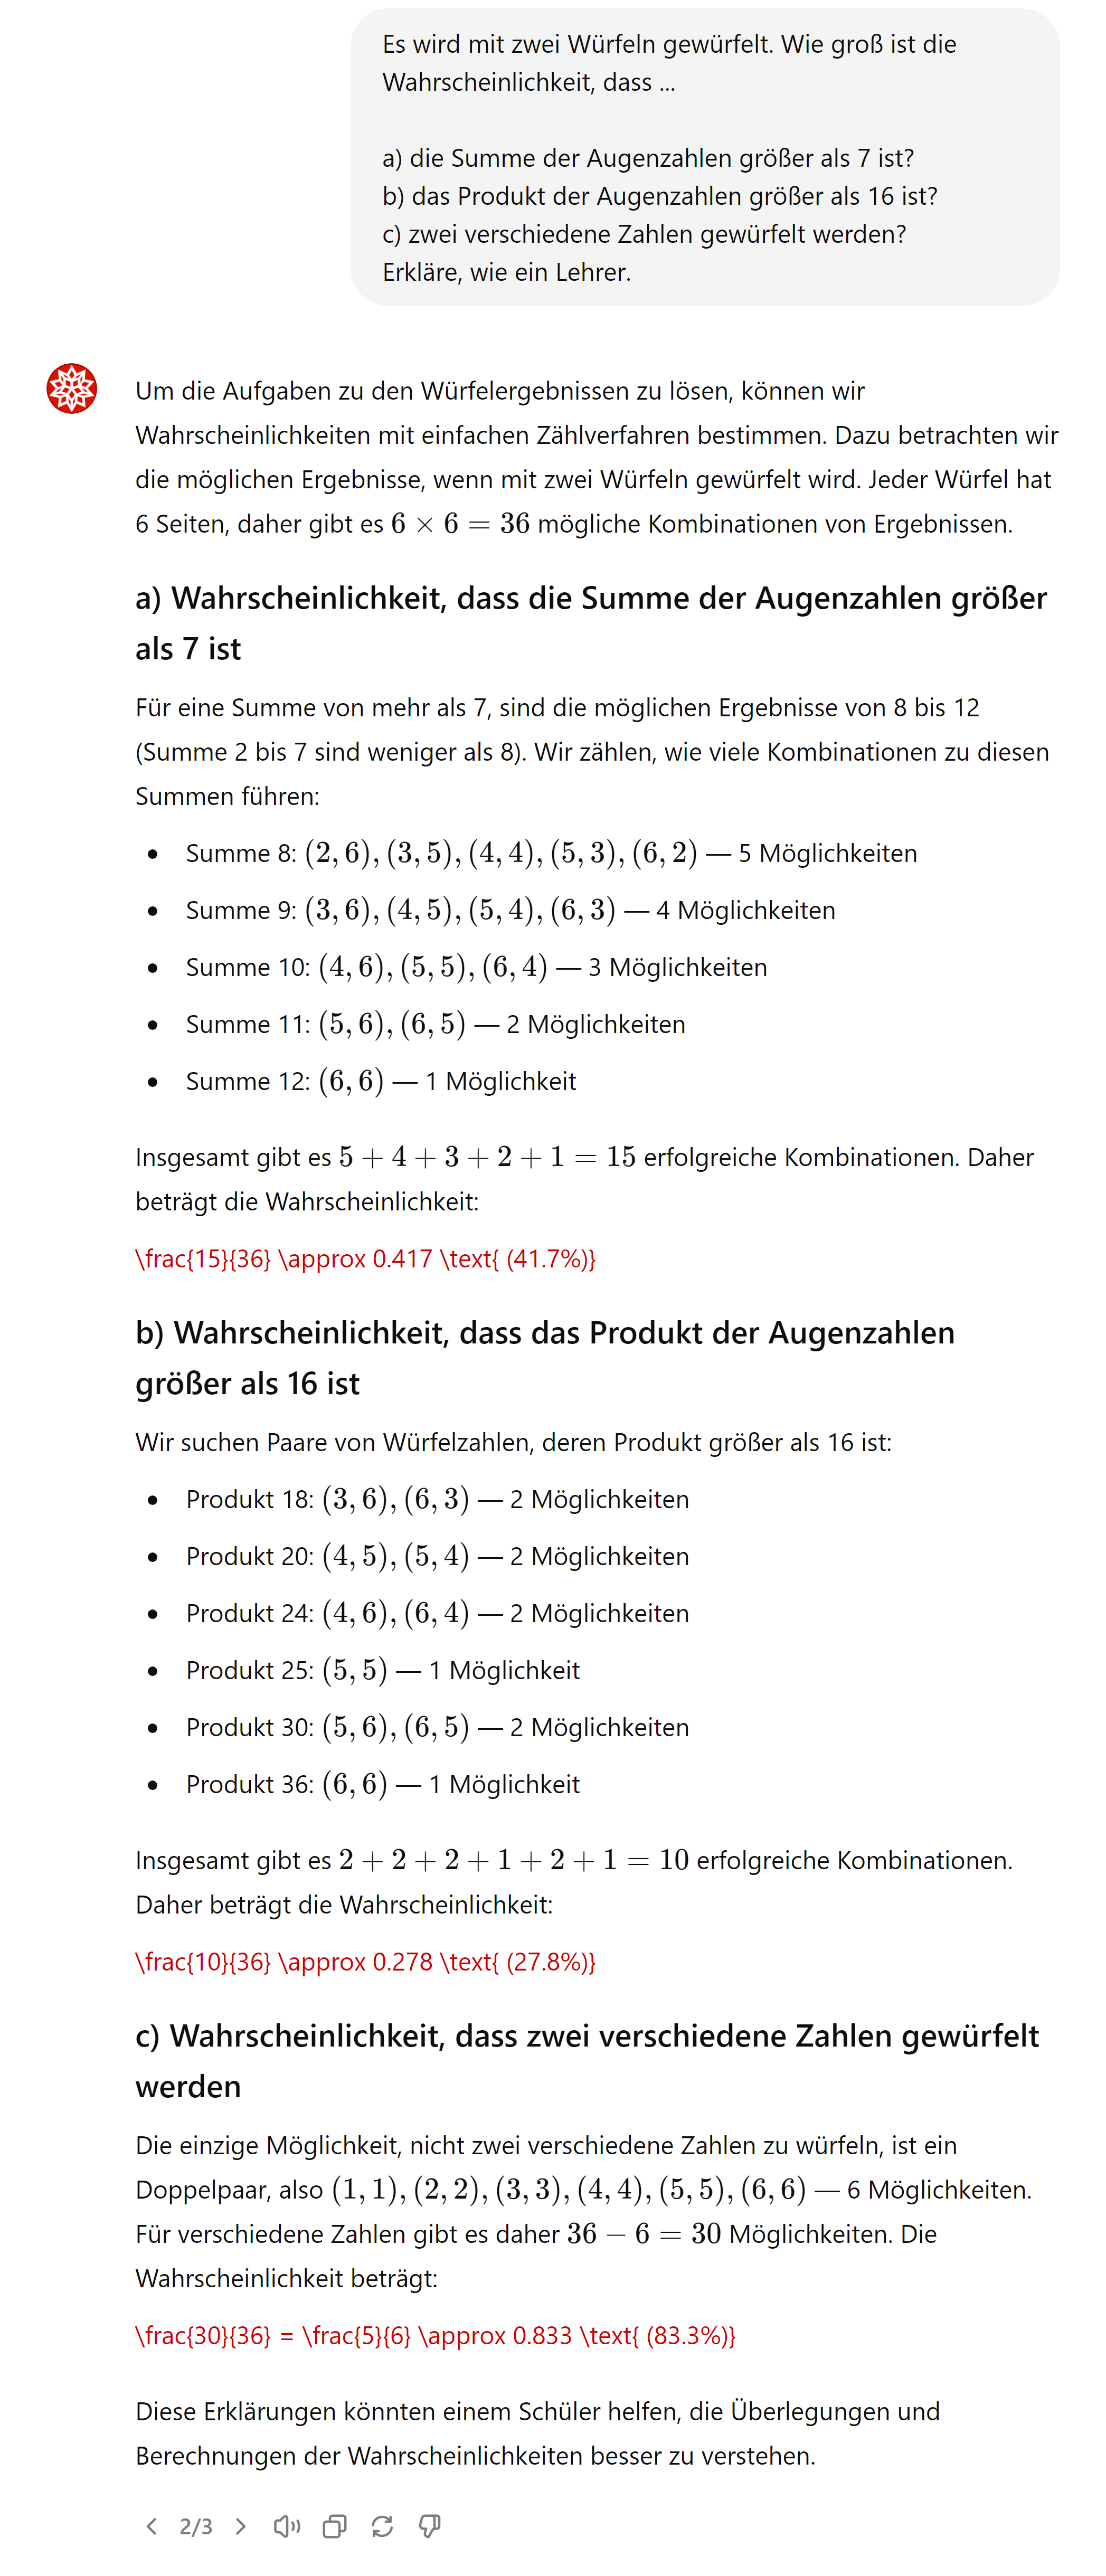 Es wird mit zwei Würfeln gewürfelt. Wie groß ist die
Wahrscheinlichkeit, dass ...
a) die Summe der Augenzahlen größer als 7 ist?
b) das Produkt der Augenzahlen größer als 16 ist?
c) zwei verschiedene Zahlen gewürfelt werden?
Erkläre, wie ein Lehrer.
Um die Aufgaben zu den Würfelergebnissen zu lösen, können wir
Wahrscheinlichkeiten mit einfachen Zählverfahren bestimmen. Dazu betrachten wir
die möglichen Ergebnisse, wenn mit zwei Würfeln gewürfelt wird. Jeder Würfel hat
6 Seiten, daher gibt es 6 × 6 = 36 mögliche Kombinationen von Ergebnissen.
a) Wahrscheinlichkeit, dass die Summe der Augenzahlen größer
als 7 ist
Für eine Summe von mehr als 7, sind die möglichen Ergebnisse von 8 bis 12
(Summe 2 bis 7 sind weniger als 8). Wir zählen, wie viele Kombinationen zu diesen
Summen führen:
• Summe 8: (2, 6), (3, 5), (4, 4), (5, 3), (6, 2) — 5 Möglichkeiten
• Summe 9: (3, 6), (4, 5), (5, 4), (6, 3) — 4 Möglichkeiten
• Summe 10: (4, 6), (5, 5), (6, 4) — 3 Möglichkeiten
• Summe 11: (5, 6), (6, 5) — 2 Möglichkeiten
• Summe 12: (6, 6) — 1 Möglichkeit
Insgesamt gibt es 5 + 4 + 3 + 2 + 1 = 15 erfolgreiche Kombinationen. Daher
beträgt die Wahrscheinlichkeit:
\frac{15}{36} \approx 0.417 \text{ (41.7%)}
b) Wahrscheinlichkeit, dass das Produkt der Augenzahlen
größer als 16 ist
Wir suchen Paare von Würfelzahlen, deren Produkt größer als 16 ist:
• Produkt 18: (3, 6), (6, 3) — 2 Möglichkeiten
• Produkt 20: (4, 5), (5, 4) — 2 Möglichkeiten
• Produkt 24: (4, 6), (6, 4) — 2 Möglichkeiten
• Produkt 25: (5, 5) — 1 Möglichkeit
• Produkt 30: (5, 6), (6, 5) — 2 Möglichkeiten
• Produkt 36: (6, 6) — 1 Möglichkeit
Insgesamt gibt es 2 + 2 + 2 + 1 + 2 + 1 = 10 erfolgreiche Kombinationen.
Daher beträgt die Wahrscheinlichkeit:
\frac{10}{36} \approx 0.278 \text{ (27.8%)}
c) Wahrscheinlichkeit, dass zwei verschiedene Zahlen gewürfelt
werden
Die einzige Möglichkeit, nicht zwei verschiedene Zahlen zu würfeln, ist ein
Doppelpaar, also (1, 1), (2, 2), (3, 3), (4, 4), (5, 5), (6, 6) — 6 Möglichkeiten.
Für verschiedene Zahlen gibt es daher 36 − 6 = 30 Möglichkeiten. Die
Wahrscheinlichkeit beträgt:
\frac{30}{36} = \frac{5}{6} \approx 0.833 \text{ (83.3%)}
Diese Erklärungen könnten einem Schüler helfen, die Überlegungen und
Berechnungen der Wahrscheinlichkeiten besser zu verstehen.
2/3